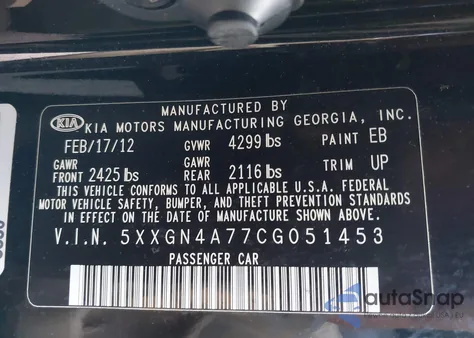 MANUFACTURED BY
KIA KIA MOTORS MANUFACTURING GEORGIA, INC.
FEB/17/12 GVWR 4299 lbs PAINT EB
GAWR FRONT 2425 lbs GAWR REAR 2116 lbs TRIM UP
THIS VEHICLE CONFORMS TO ALL APPLICABLE U.S.A. FEDERAL
MOTOR VEHICLE SAFETY, BUMPER, AND THEFT PREVENTION STANDARDS
IN EFFECT ON THE DATE OF MANUFACTURE SHOWN ABOVE.
V.I.N. 5XXGN4A77CG051453
PASSENGER CAR
autoSnap